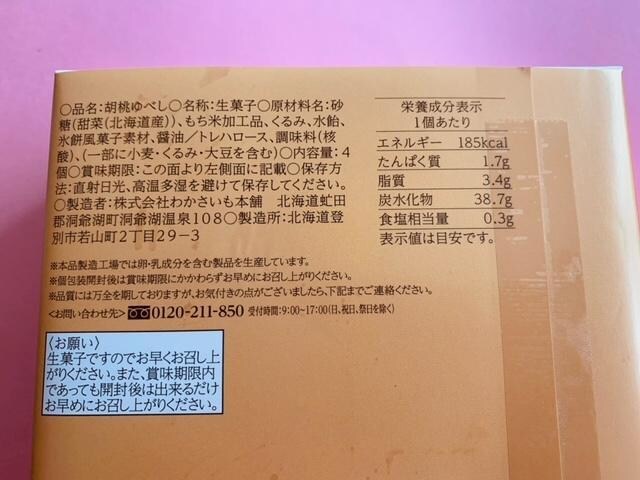 ○品名:胡桃ゆべし○名称:生菓子○原材料名:砂
糖(甜菜(北海道産))、もち米加工品、くるみ、水飴、
氷餅風菓子素材、醤油/トレハロース、調味料(核
酸)、(一部に小麦・くるみ・大豆を含む)○内容量:4
個○賞味期限:この面より左側面に記載○保存方
法:直射日光、高温多湿を避けて保存してください。
○製造者:株式会社わかさいも本舗 北海道虻田
郡洞爺湖町洞爺湖温泉108○製造所:北海道登
別市若山町2丁目29-3
※本品製造工場では卵・乳成分を含む製品を生産しています。
※個包装開封後は賞味期限にかかわらずお早めにお召し上がりください。
※品質には万全を期しておりますが、お気付きの点がございましたら、下記までご連絡ください。
<お問い合わせ先>0120-211-850 受付時間:9:00~17:00(日、祝日、祭日を除く)
〈お願い〉
生菓子ですのでお早くお召し上
がりください。また、賞味期限内
であっても開封後は出来るだけ
お早めにお召し上がりください。
栄養成分表示
1個あたり
エネルギー 185kcal
たんぱく質 1.7g
脂質 3.4g
炭水化物 38.7g
食塩相当量 0.3g
表示値は目安です。